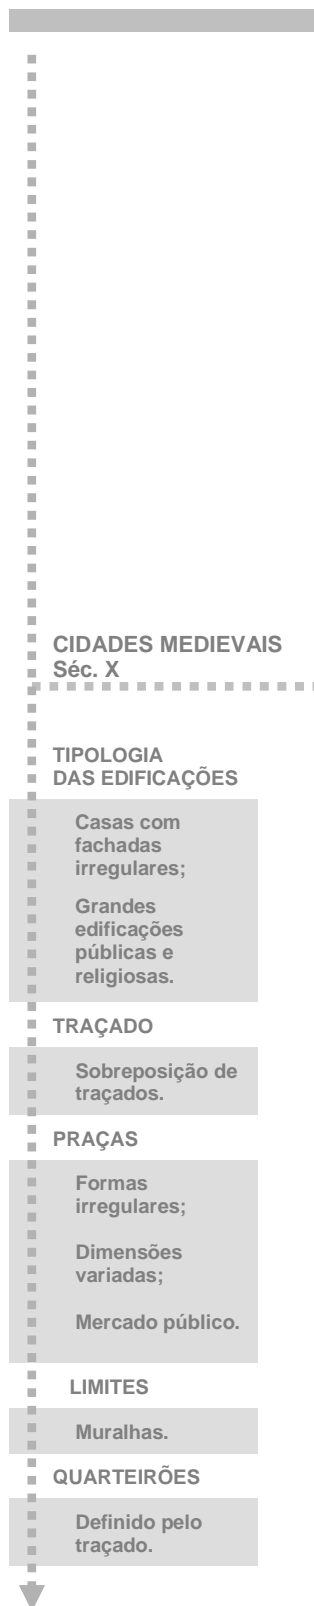 CIDADES MEDIEVAIS
Séc. X
TIPOLOGIA
DAS EDIFICAÇÕES
Casas com
fachadas
irregulares;
Grandes
edificações
públicas e
religiosas.
TRAÇADO
Sobreposição de
traçados.
PRAÇAS
Formas
irregulares;
Dimensões
variadas;
Mercado público.
LIMITES
Muralhas.
QUARTEIRÕES
Definido pelo
traçado.